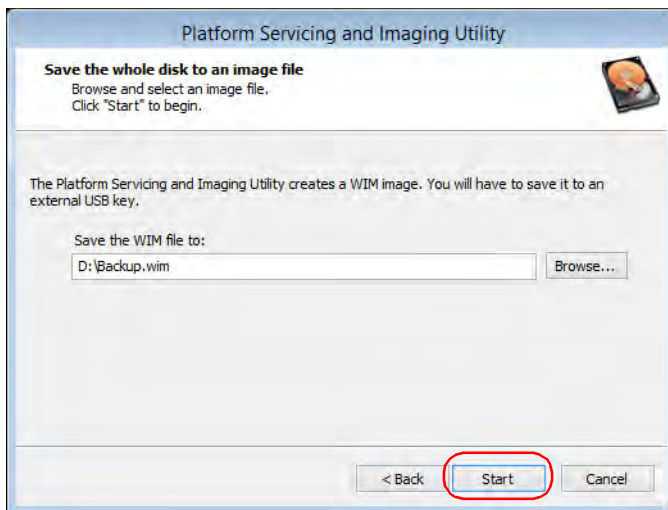 Platform Servicing and Imaging Utility
Save the whole disk to an image file
Browse and select an image file.
Click "Start" to begin.
The Platform Servicing and Imaging Utility creates a WIM image. You will have to save it to an
external USB key.
Save the WIM file to:
D:\Backup.wim Browse...
< Back Start Cancel